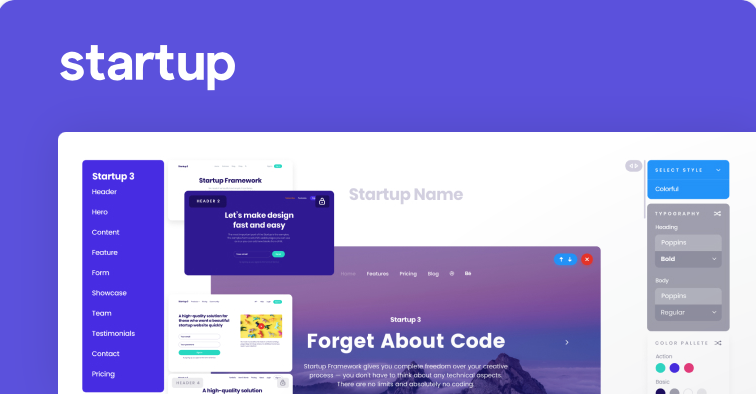 startup
Startup 3
Header
Hero
Content
Feature
Form
Showcase
Team
Testimonials
Contact
Pricing
Startup Framework
HEADER 2
Let's make design
fast and easy
A high-quality solution for
those who want a beautiful
startup website quickly
HEADER 4
A high-quality solution
Startup Name
Home
Features
Pricing
Blog
Startup 3
Forget About Code
Startup Framework gives you complete freedom over your creative
process — you don't have to think about any technical aspects.
There are no limits and absolutely no coding.
SELECT STYLE
Colorful
TYPOGRAPHY
Heading
Poppins
Bold
Body
Poppins
Regular
COLOR PALLETE
Action
Basic